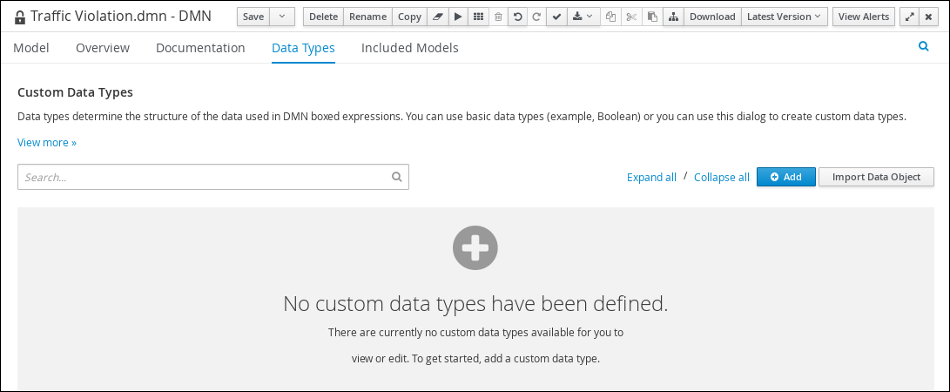 Traffic Violation.dmn - DMN Save Delete Rename Copy Download Latest Version View Alerts
Model Overview Documentation Data Types Included Models
Custom Data Types
Data types determine the structure of the data used in DMN boxed expressions. You can use basic data types (example, Boolean) or you can use this dialog to create custom data types.
View more »
Search... Expand all / Collapse all Add Import Data Object
No custom data types have been defined.
There are currently no custom data types available for you to
view or edit. To get started, add a custom data type.